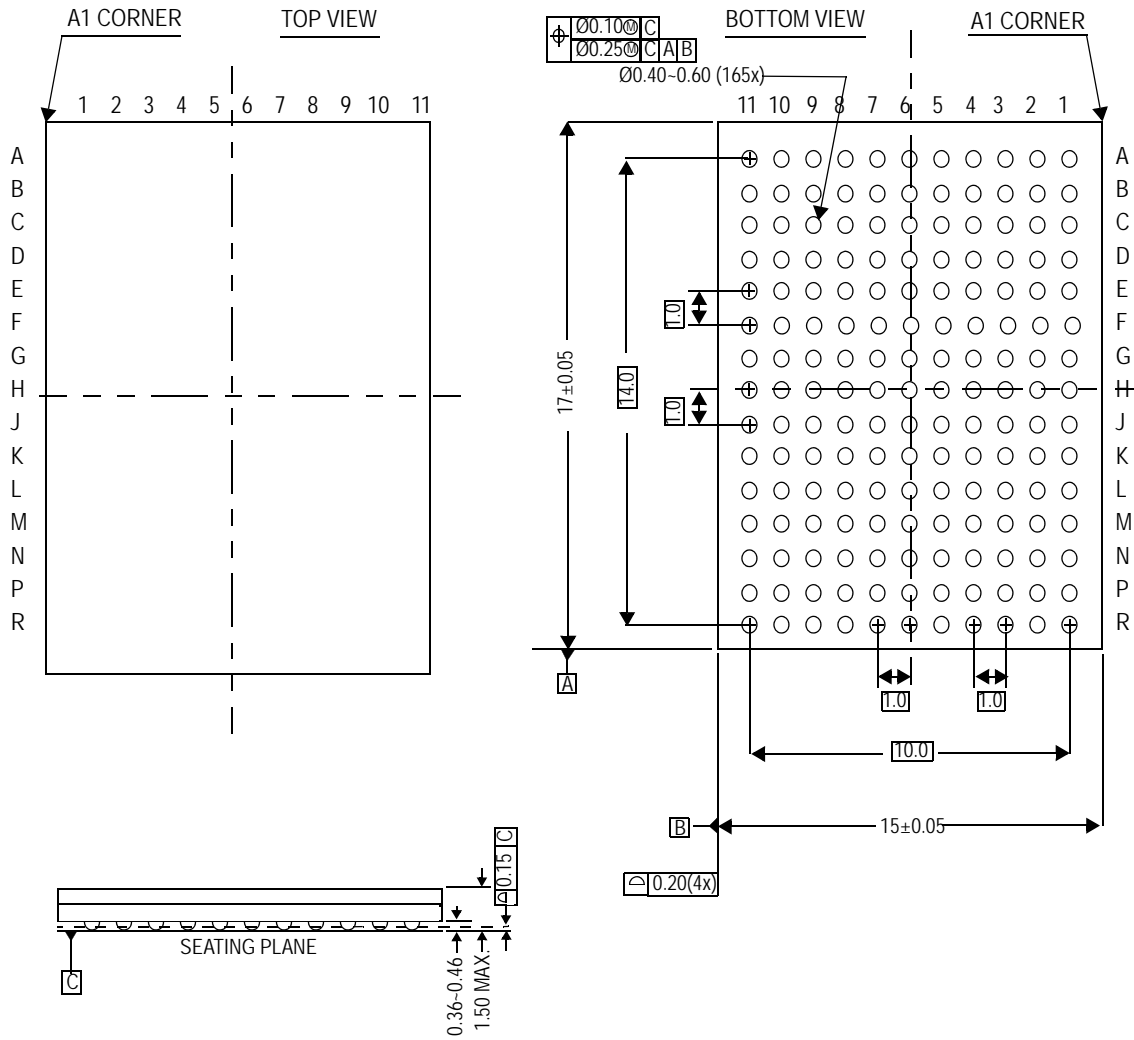 A1 CORNER
TOP VIEW
BOTTOM VIEW
A1 CORNER
Ø0.10Ⓜ C
Ø0.25Ⓜ C A B
Ø0.40~0.60 (165x)
1 2 3 4 5 6 7 8 9 10 11
11 10 9 8 7 6 5 4 3 2 1
A
B
C
D
E
F
G
H
J
K
L
M
N
P
R
A
B
C
D
E
F
G
H
J
K
L
M
N
P
R
17±0.05
14.0
1.0
1.0
A
1.0
1.0
10.0
B
15±0.05
0.20(4x)
0.15 C
SEATING PLANE
C
0.36~0.46
1.50 MAX.